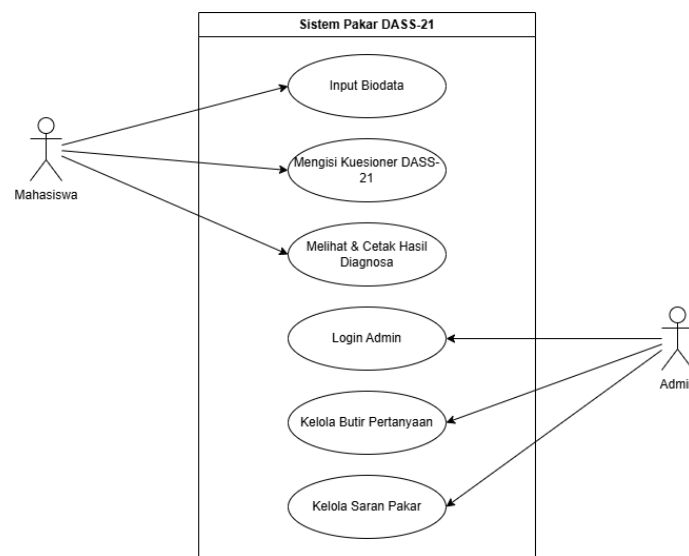 Sistem Pakar DASS-21
Input Biodata
Mengisi Kuesioner DASS-
21
Mahasiswa
Melihat & Cetak Hasil
Diagnosa
Login Admin
Admi
Kelola Butir Pertanyaan
Kelola Saran Pakar